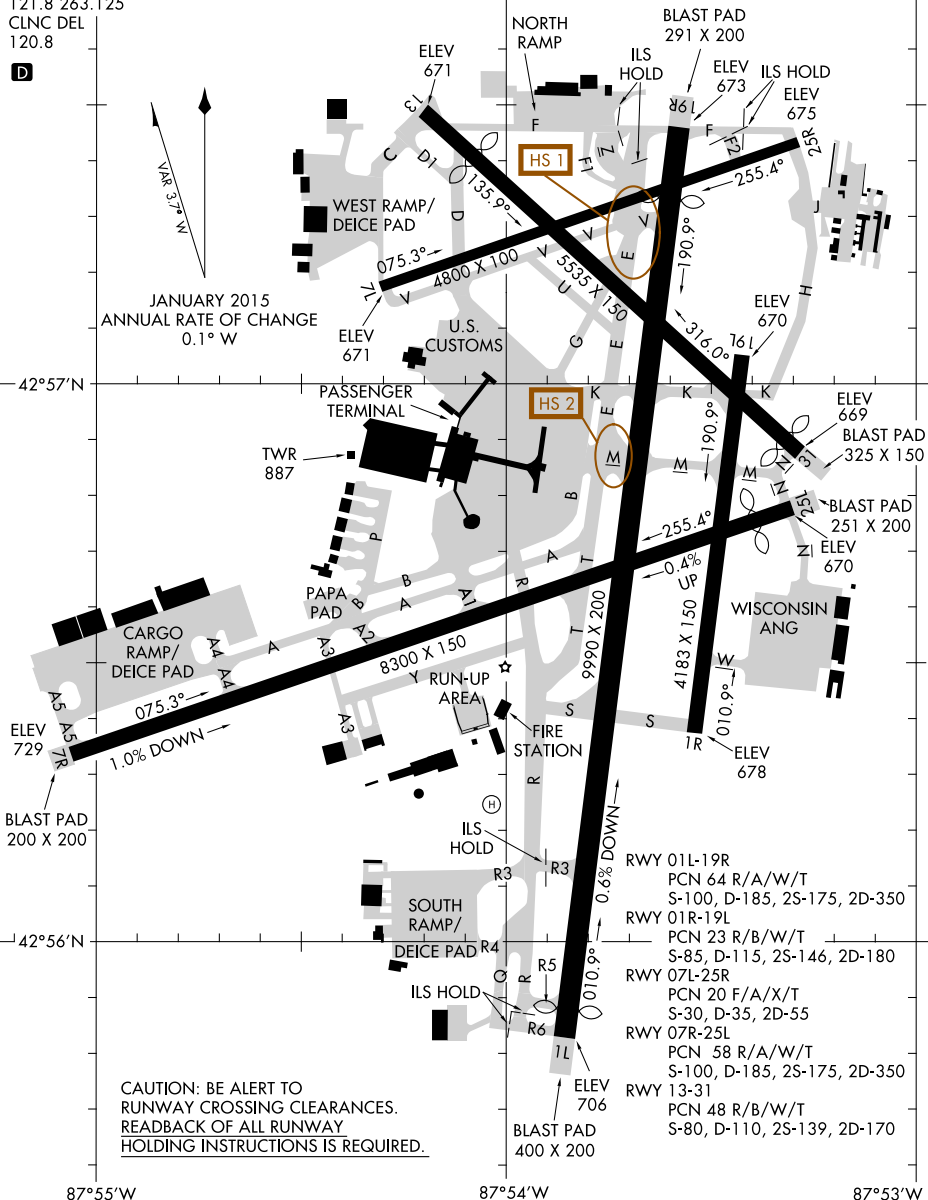 121.8 263.125
CLNC DEL
120.8
D
VAR 3.7° W
JANUARY 2015
ANNUAL RATE OF CHANGE
0.1° W
ELEV
671
13
NORTH
RAMP
ILS
HOLD
BLAST PAD
291 X 200
19R
ELEV
673
ILS HOLD
ELEV
675
25R
F
F
F2
F1
Z
HS 1
C
D1
D
135.9°
255.4°
WEST RAMP/
DEICE PAD
J
V
V
V
V
E
190.9°
075.3°
4800 X 100
5535 X 150
7L
ELEV
671
U
G
E
H
316.0°
ELEV
670
19L
U.S.
CUSTOMS
42°57'N
PASSENGER
TERMINAL
HS 2
K
K
K
E
M
M
M
190.9°
ELEV
669
31
BLAST PAD
325 X 150
N
N
N
25L
BLAST PAD
251 X 200
ELEV
670
TWR
887
B
P
255.4°
0.4%
UP
PAPA
PAD
B
B
A
A
A
A1
A2
A3
A3
R
T
T
8300 X 150
9990 X 200
4183 X 150
WISCONSIN
ANG
W
010.9°
CARGO
RAMP/
DEICE PAD
A4
A4
A5
A5
075.3°
1.0% DOWN
7R
ELEV
729
BLAST PAD
200 X 200
Y
RUN-UP
AREA
FIRE
STATION
S
S
1R
ELEV
678
R
H
ILS
HOLD
R3
R3
0.6% DOWN
SOUTH
RAMP/
DEICE PAD
42°56'N
R4
Q
R
R5
R6
ILS HOLD
010.9°
1L
ELEV
706
BLAST PAD
400 X 200
RWY 01L-19R
PCN 64 R/A/W/T
S-100, D-185, 2S-175, 2D-350
RWY 01R-19L
PCN 23 R/B/W/T
S-85, D-115, 2S-146, 2D-180
RWY 07L-25R
PCN 20 F/A/X/T
S-30, D-35, 2D-55
RWY 07R-25L
PCN 58 R/A/W/T
S-100, D-185, 2S-175, 2D-350
RWY 13-31
PCN 48 R/B/W/T
S-80, D-110, 2S-139, 2D-170
CAUTION: BE ALERT TO
RUNWAY CROSSING CLEARANCES.
READBACK OF ALL RUNWAY
HOLDING INSTRUCTIONS IS REQUIRED.
87°55'W
87°54'W
87°53'W